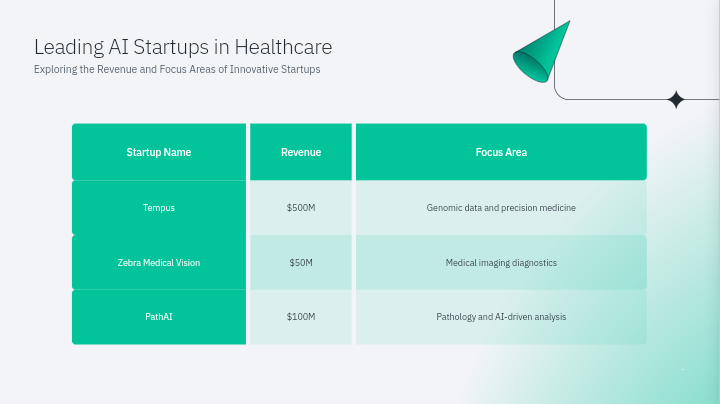 Leading AI Startups in Healthcare
Exploring the Revenue and Focus Areas of Innovative Startups
Startup Name Revenue Focus Area
Tempus $500M Genomic data and precision medicine
Zebra Medical Vision $50M Medical imaging diagnostics
PathAI $100M Pathology and AI-driven analysis